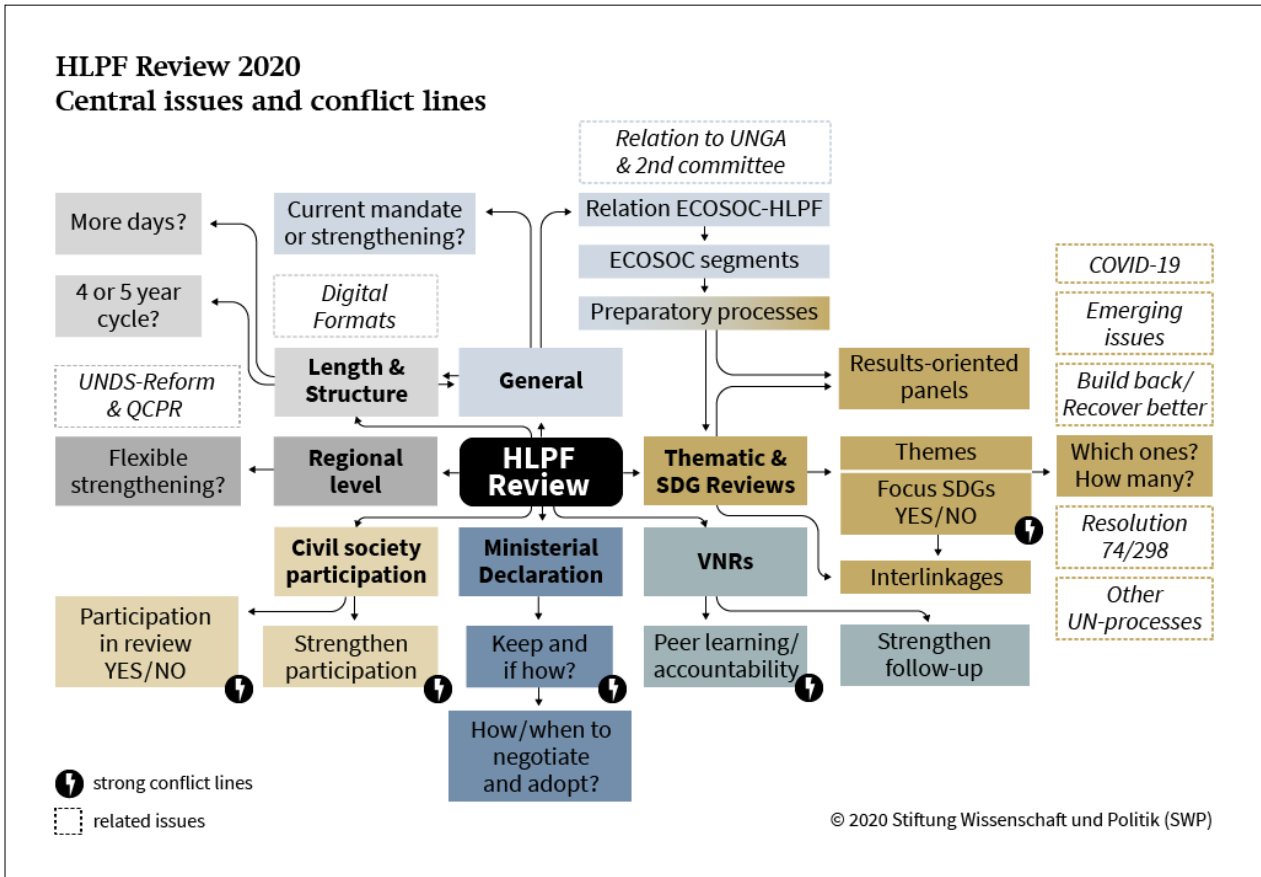 HLPF Review 2020
Central issues and conflict lines
Relation to UNGA
& 2nd committee
More days?
Current mandate
or strengthening?
Relation ECOSOC-HLPF
ECOSOC segments
4 or 5 year
cycle?
Digital
Formats
Preparatory processes
COVID-19
Emerging
issues
UNDS-Reform
& QCPR
Length &
Structure
General
Results-oriented
panels
Build back/
Recover better
Flexible
strengthening?
Regional
level
HLPF
Review
Thematic &
SDG Reviews
Themes
Focus SDGs
YES/NO
Which ones?
How many?
Civil society
participation
Ministerial
Declaration
VNRs
Interlinkages
Resolution
74/298
Other
UN-processes
Participation
in review
YES/NO
Strengthen
participation
Keep and
if how?
Peer learning/
accountability
Strengthen
follow-up
How/when to
negotiate
and adopt?
strong conflict lines
related issues
© 2020 Stiftung Wissenschaft und Politik (SWP)